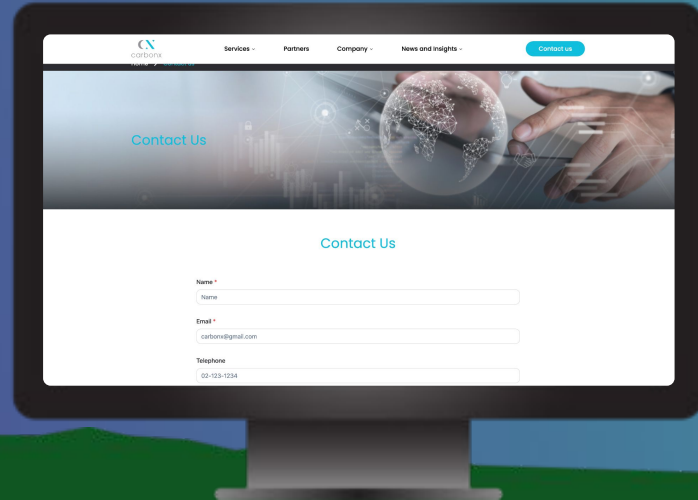 CX
carbonx
Services
Partners
Company
News and Insights
Contact us
Contact Us
Contact Us
Name *
Name
Email *
carbonx@gmail.com
Telephone
02-123-1234